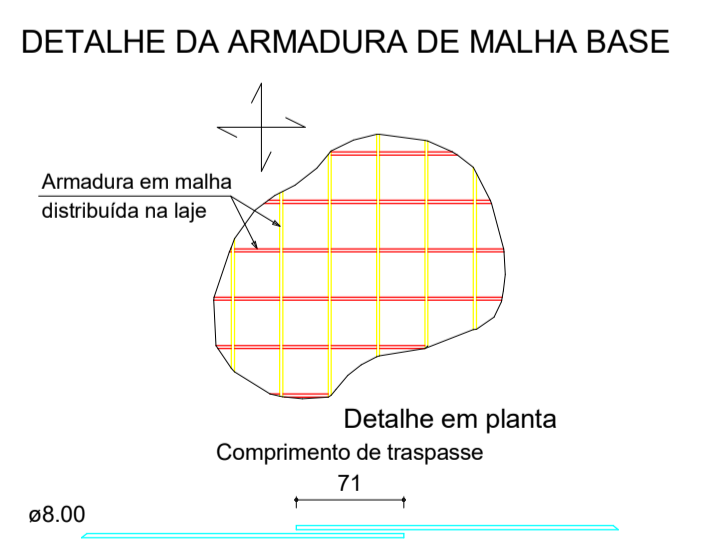 DETALHE DA ARMADURA DE MALHA BASE
Armadura em malha
distribuída na laje
Detalhe em planta
Comprimento de traspasse
71
ø8.00